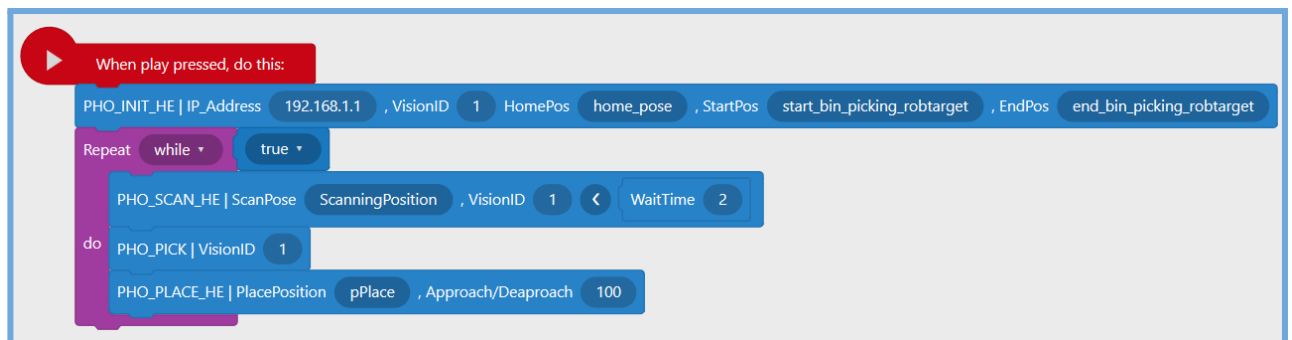 When play pressed, do this:
PHO_INIT_HE | IP_Address 192.168.1.1 , VisionID 1 HomePos home_pose , StartPos start_bin_picking_robtarget , EndPos end_bin_picking_robtarget
Repeat while true
PHO_SCAN_HE | ScanPose ScanningPosition , VisionID 1 WaitTime 2
do PHO_PICK | VisionID 1
PHO_PLACE_HE | PlacePosition pPlace , Approach/Deaproach 100